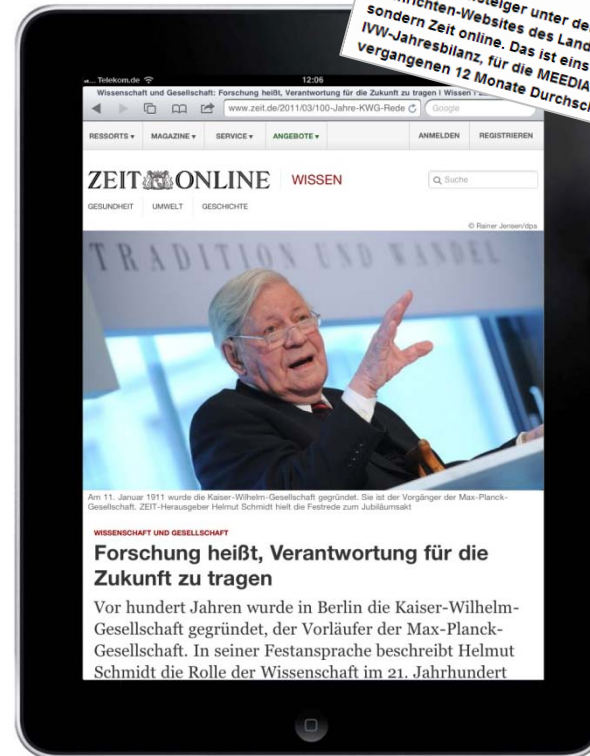 steiger unter de
richten-Websites des Land
sondern Zeit online. Das ist eins
IVW-Jahresbilanz, für die MEEDIA
vergangenen 12 Monate Durchsch
Telekom.de 12:06
Wissenschaft und Gesellschaft: Forschung heißt, Verantwortung für die Zukunft zu tragen | Wissen
www.zeit.de/2011/03/100-Jahre-KWG-Rede Google
RESSORTS MAGAZINE SERVICE ANGEBOTE ANMELDEN REGISTRIEREN
ZEIT ONLINE WISSEN Suche
GESUNDHEIT UMWELT GESCHICHTE
© Rainer Jensen/dpa
TRADITION UND WANDEL
Am 11. Januar 1911 wurde die Kaiser-Wilhelm-Gesellschaft gegründet. Sie ist der Vorgänger der Max-Planck-
Gesellschaft. ZEIT-Herausgeber Helmut Schmidt hielt die Festrede zum Jubiläumsakt
WISSENSCHAFT UND GESELLSCHAFT
Forschung heißt, Verantwortung für die
Zukunft zu tragen
Vor hundert Jahren wurde in Berlin die Kaiser-Wilhelm-
Gesellschaft gegründet, der Vorläufer der Max-Planck-
Gesellschaft. In seiner Festansprache beschreibt Helmut
Schmidt die Rolle der Wissenschaft im 21. Jahrhundert